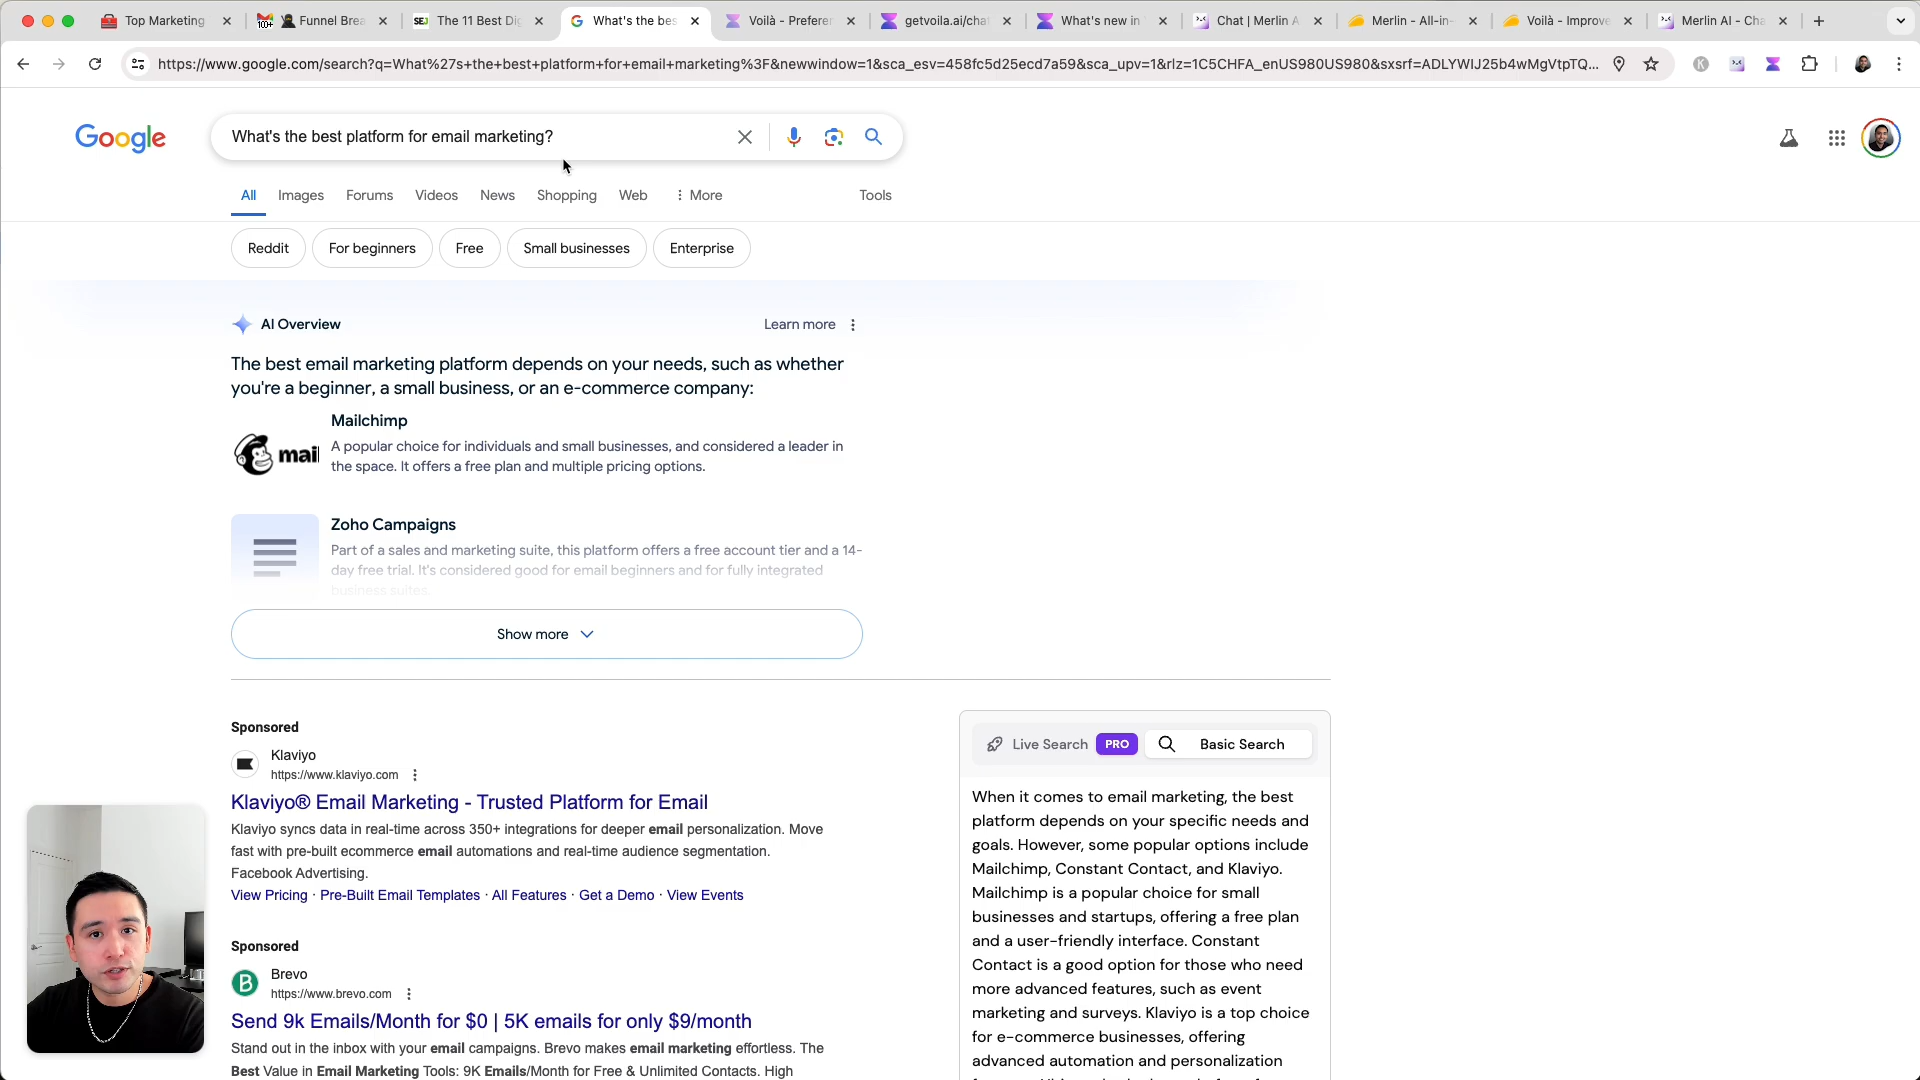 Top Marketing
100+
Funnel Brea
SEJ
The 11 Best Dig
What's the bes
Voilà - Preferen
getvoila.ai/chat
What's new in
Chat | Merlin A
Merlin - All-in-
Voilà - Improve
Merlin AI - Cha
https://www.google.com/search?q=What%27s+the+best+platform+for+email+marketing%3F&newwindow=1&sca_esv=458fc5d25ecd7a59&sca_upv=1&rlz=1C5CHFA_enUS980US980&sxsrf=ADLYWIJ25b4wMgVtpTQ...
K
Google
What's the best platform for email marketing?
All
Images
Forums
Videos
News
Shopping
Web
More
Tools
Reddit
For beginners
Free
Small businesses
Enterprise
AI Overview
Learn more
The best email marketing platform depends on your needs, such as whether
you're a beginner, a small business, or an e-commerce company:
Mailchimp
mail
A popular choice for individuals and small businesses, and considered a leader in
the space. It offers a free plan and multiple pricing options.
Zoho Campaigns
Part of a sales and marketing suite, this platform offers a free account tier and a 14-
day free trial. It's considered good for email beginners and for fully integrated
business suites.
Show more
Sponsored
Klaviyo
https://www.klaviyo.com
Klaviyo® Email Marketing - Trusted Platform for Email
Klaviyo syncs data in real-time across 350+ integrations for deeper email personalization. Move
fast with pre-built ecommerce email automations and real-time audience segmentation.
Facebook Advertising.
View Pricing · Pre-Built Email Templates · All Features · Get a Demo · View Events
Sponsored
B
Brevo
https://www.brevo.com
Send 9k Emails/Month for $0 | 5K emails for only $9/month
Stand out in the inbox with your email campaigns. Brevo makes email marketing effortless. The
Best Value in Email Marketing Tools: 9K Emails/Month for Free & Unlimited Contacts. High
Live Search
PRO
Basic Search
When it comes to email marketing, the best
platform depends on your specific needs and
goals. However, some popular options include
Mailchimp, Constant Contact, and Klaviyo.
Mailchimp is a popular choice for small
businesses and startups, offering a free plan
and a user-friendly interface. Constant
Contact is a good option for those who need
more advanced features, such as event
marketing and surveys. Klaviyo is a top choice
for e-commerce businesses, offering
advanced automation and personalization